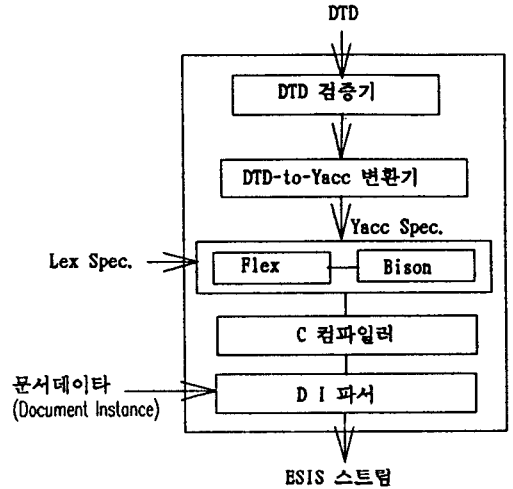 DTD
DTD 검증기
DTD-to-Yacc 변환기
Yacc Spec.
Lex Spec.
Flex
Bison
C 컴파일러
문서데이타
(Document Instance)
D I 파서
ESIS 스트림